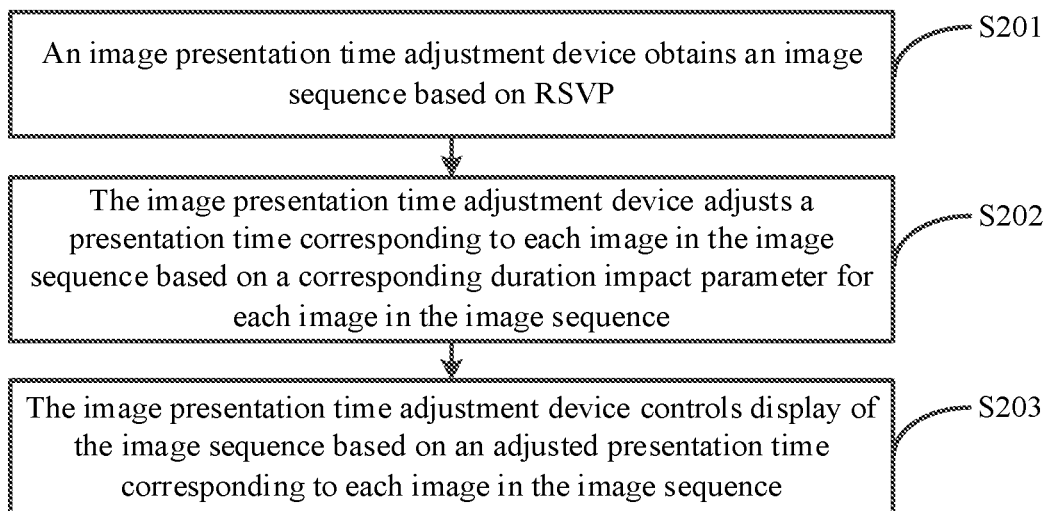 An image presentation time adjustment device obtains an image
sequence based on RSVP
S201
The image presentation time adjustment device adjusts a
presentation time corresponding to each image in the image
sequence based on a corresponding duration impact parameter for
each image in the image sequence
S202
The image presentation time adjustment device controls display of
the image sequence based on an adjusted presentation time
corresponding to each image in the image sequence
S203